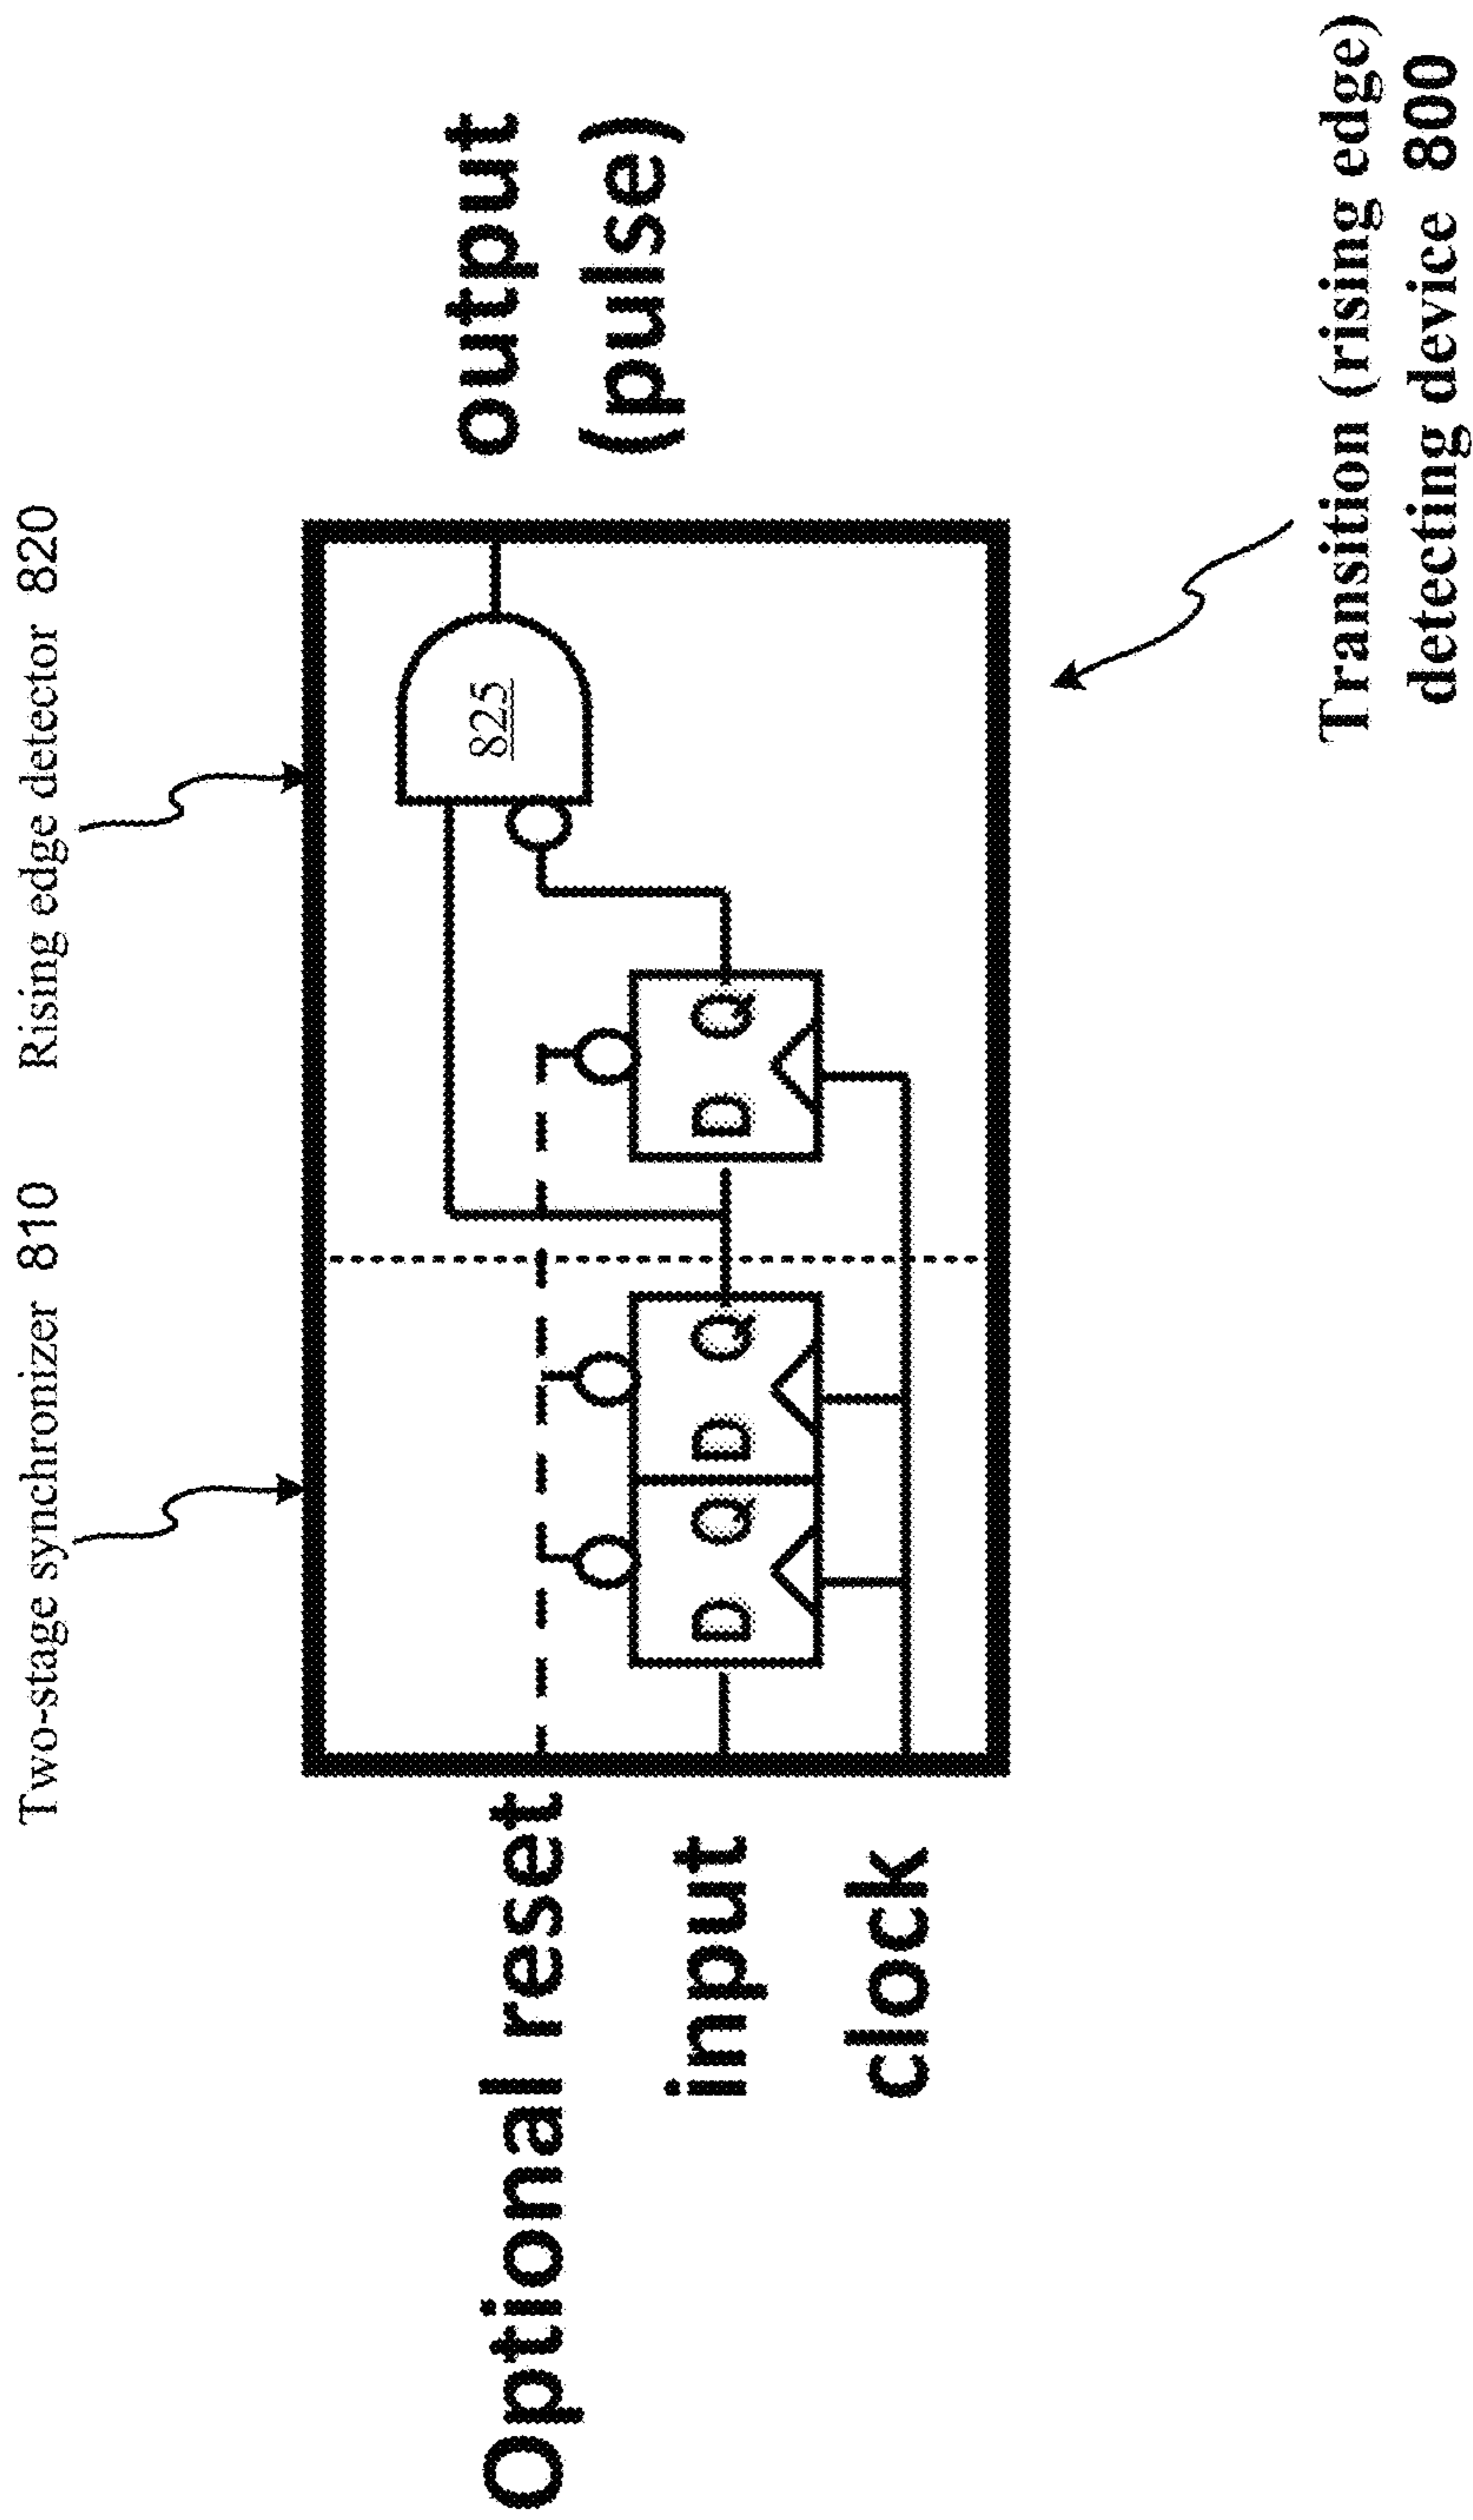 Two-stage synchronizer 810
Rising edge detector 820
Optional reset
input
clock
D Q D Q
D Q
825
output
(pulse)
Transition (rising edge)
detecting device 800